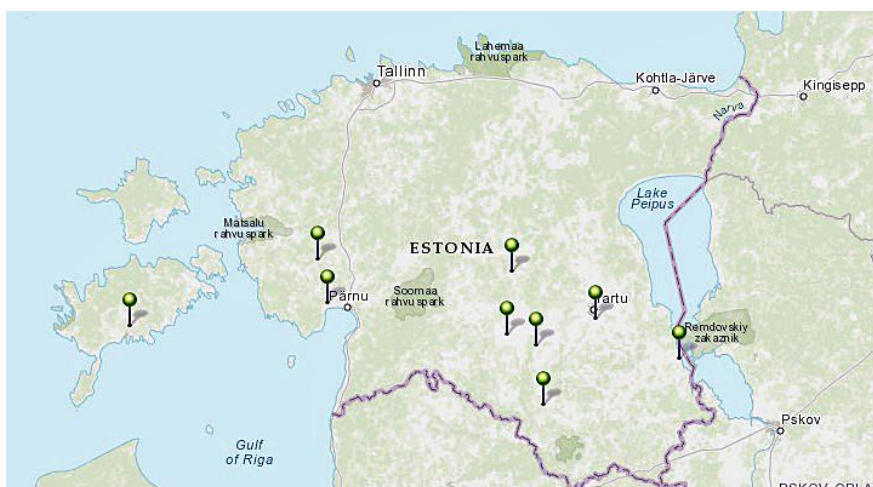 Lahemaa
rahvuspark
Tallinn
Kohtla-Järve
Kingisepp
Narva
Lake
Peipus
Matsalu
rahvuspark
ESTONIA
Soomaa
rahvuspark
Pärnu
Tartu
Remdovskiy
zakaznik
Pskov
Gulf
of Riga